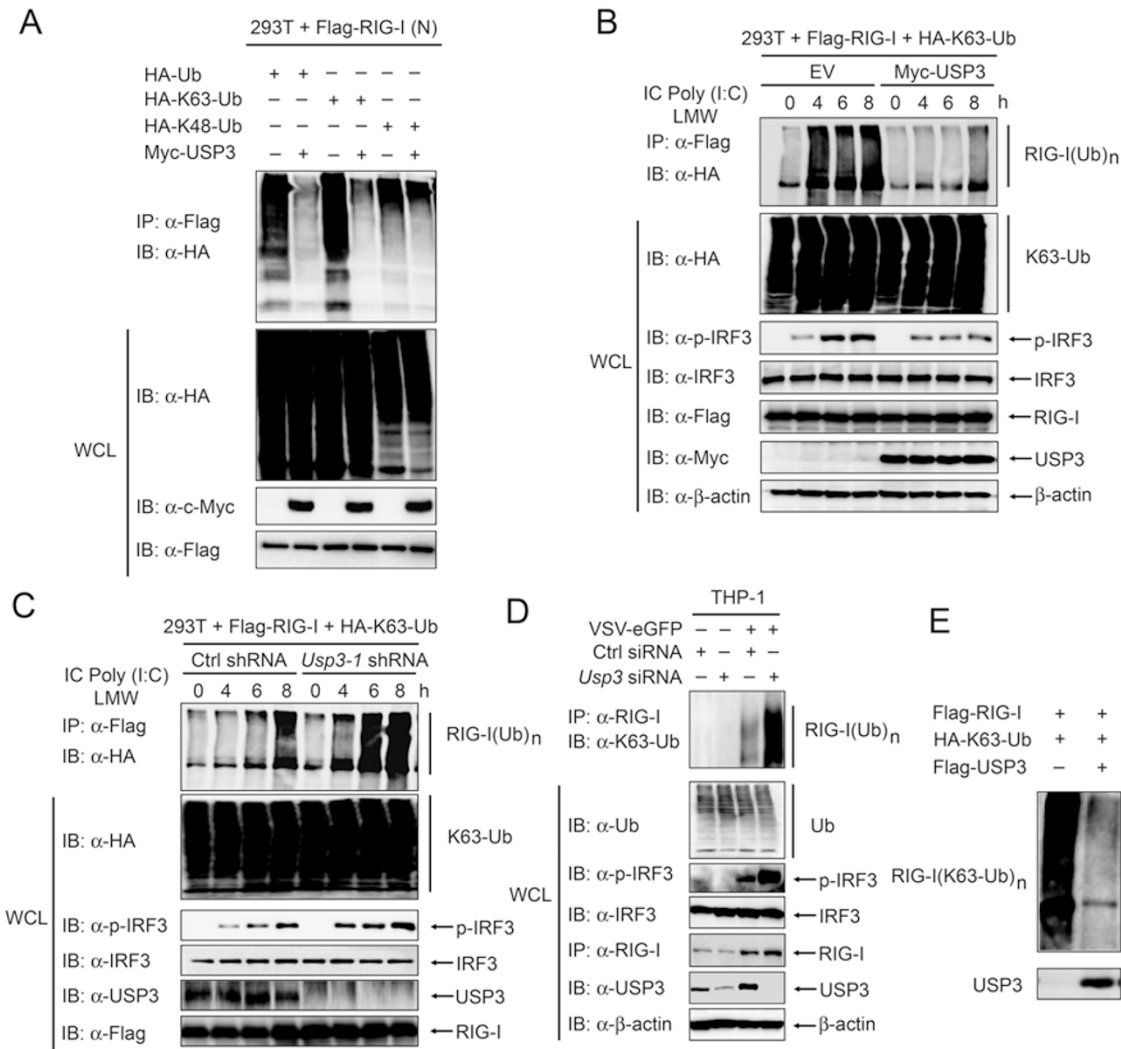 A
293T + Flag-RIG-I (N)
HA-Ub + + – – – –
HA-K63-Ub – – + + – –
HA-K48-Ub – – – – + +
Myc-USP3 – + – + – +
IP: α-Flag
IB: α-HA
WCL
IB: α-HA
IB: α-c-Myc
IB: α-Flag
B
293T + Flag-RIG-I + HA-K63-Ub
EV Myc-USP3
IC Poly (I:C) LMW 0 4 6 8 0 4 6 8 h
IP: α-Flag
IB: α-HA
RIG-I(Ub)n
WCL
IB: α-HA K63-Ub
IB: α-p-IRF3 p-IRF3
IB: α-IRF3 IRF3
IB: α-Flag RIG-I
IB: α-Myc USP3
IB: α-β-actin β-actin
C
293T + Flag-RIG-I + HA-K63-Ub
Ctrl shRNA Usp3-1 shRNA
IC Poly (I:C) LMW 0 4 6 8 0 4 6 8 h
IP: α-Flag
IB: α-HA
RIG-I(Ub)n
WCL
IB: α-HA K63-Ub
IB: α-p-IRF3 p-IRF3
IB: α-IRF3 IRF3
IB: α-USP3 USP3
IB: α-Flag RIG-I
D
THP-1
VSV-eGFP – – + +
Ctrl siRNA + – + –
Usp3 siRNA – + – +
IP: α-RIG-I
IB: α-K63-Ub
RIG-I(Ub)n
WCL
IB: α-Ub Ub
IB: α-p-IRF3 p-IRF3
IB: α-IRF3 IRF3
IP: α-RIG-I RIG-I
IB: α-USP3 USP3
IB: α-β-actin β-actin
E
Flag-RIG-I + +
HA-K63-Ub + +
Flag-USP3 – +
RIG-I(K63-Ub)n
USP3